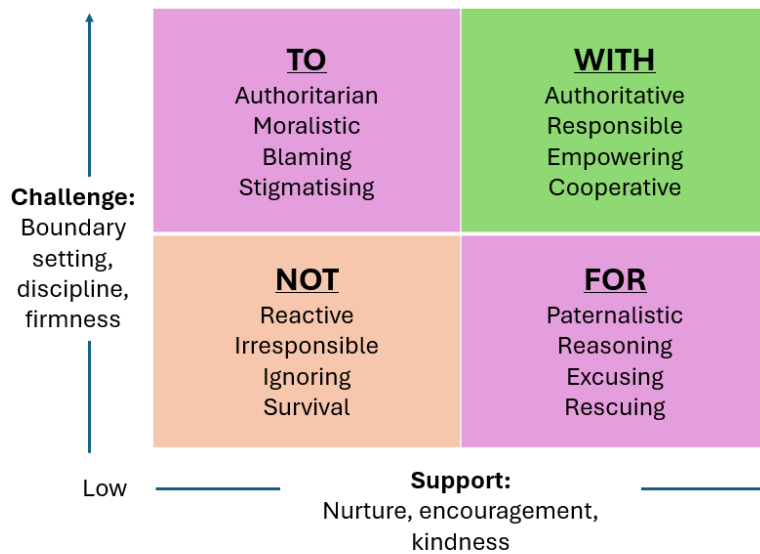 TO
Authoritarian
Moralistic
Blaming
Stigmatising
WITH
Authoritative
Responsible
Empowering
Cooperative
Challenge:
Boundary
setting,
discipline,
firmness
NOT
Reactive
Irresponsible
Ignoring
Survival
FOR
Paternalistic
Reasoning
Excusing
Rescuing
Low
Support:
Nurture, encouragement,
kindness